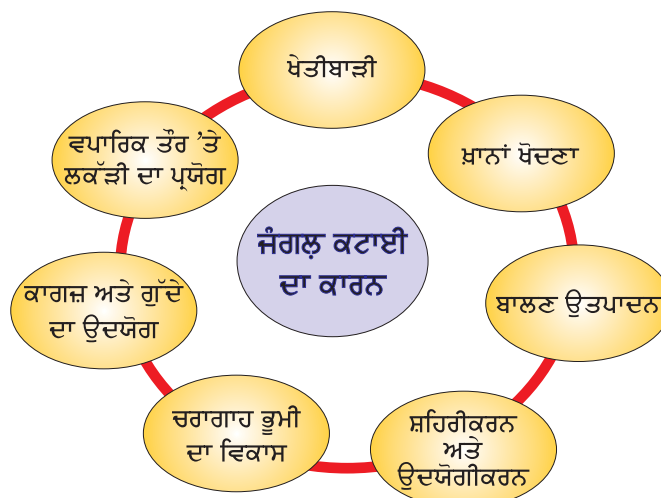 ਖੇਤੀਬਾੜੀ
ਖ਼ਾਨਾਂ ਖੋਦਣਾ
ਬਾਲਣ ਉਤਪਾਦਨ
ਸ਼ਹਿਰੀਕਰਨ
ਅਤੇ
ਉਦਯੋਗੀਕਰਨ
ਚਰਾਗਾਹ ਭੂਮੀ
ਦਾ ਵਿਕਾਸ
ਕਾਗਜ਼ ਅਤੇ ਗੁੱਦੇ
ਦਾ ਉਦਯੋਗ
ਵਪਾਰਿਕ ਤੌਰ ’ਤੇ
ਲਕੱੜੀ ਦਾ ਪ੍ਰਯੋਗ
ਜੰਗਲ਼ ਕਟਾਈ
ਦਾ ਕਾਰਨ